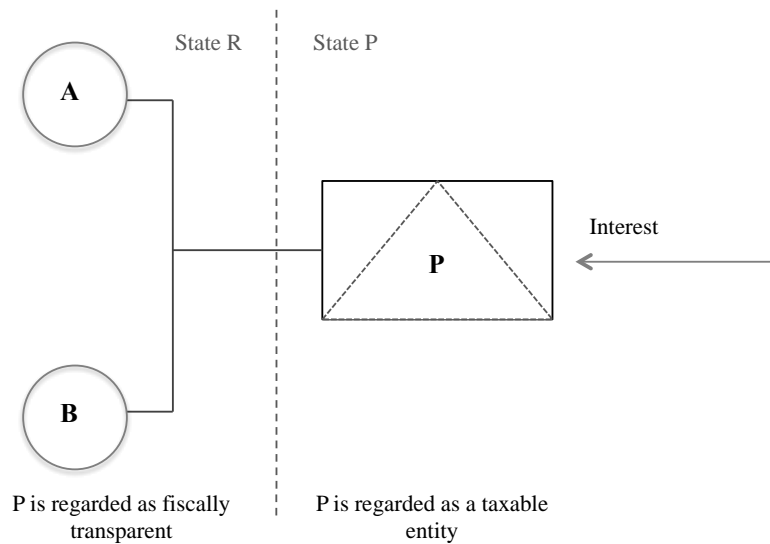 State R
State P
A
Interest
P
B
P is regarded as fiscally
transparent
P is regarded as a taxable
entity